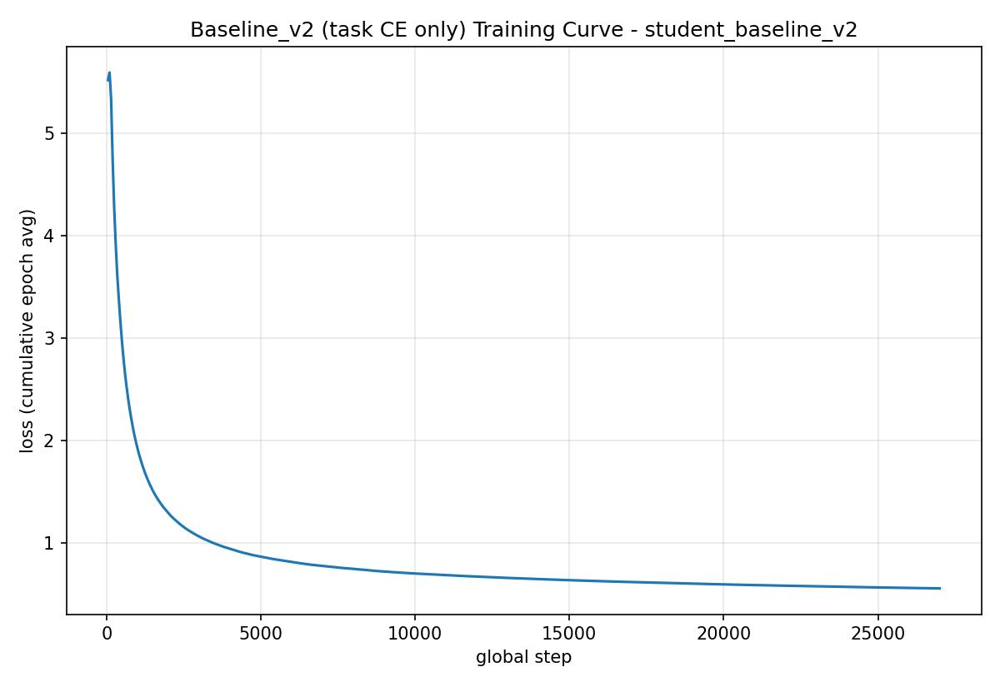 Baseline_v2 (task CE only) Training Curve - student_baseline_v2
loss (cumulative epoch avg)
5
4
3
2
1
0 5000 10000 15000 20000 25000
global step